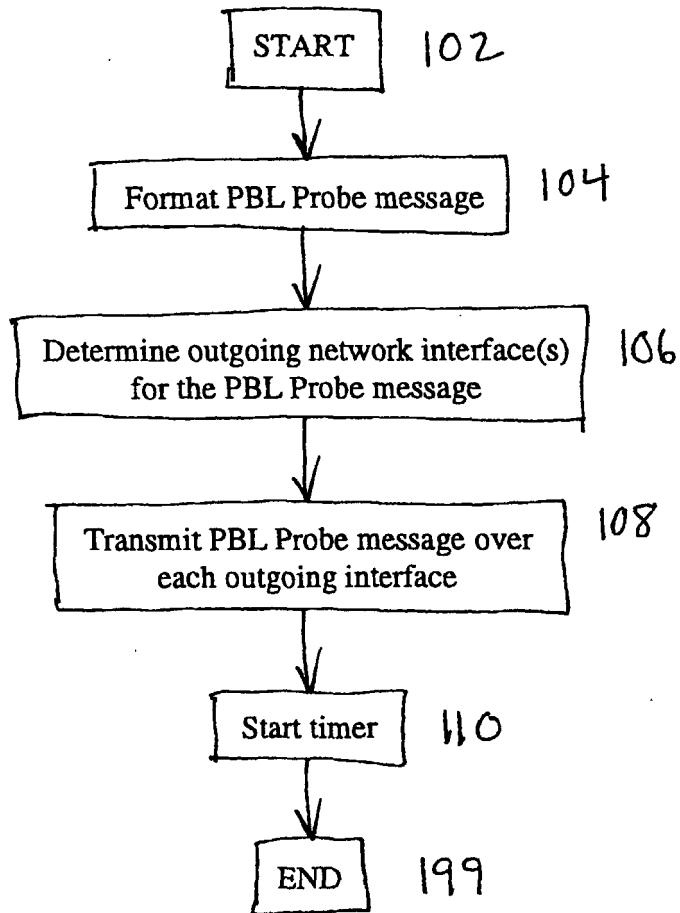 START 102
Format PBL Probe message 104
Determine outgoing network interface(s) 106
for the PBL Probe message
Transmit PBL Probe message over 108
each outgoing interface
Start timer 110
END 199